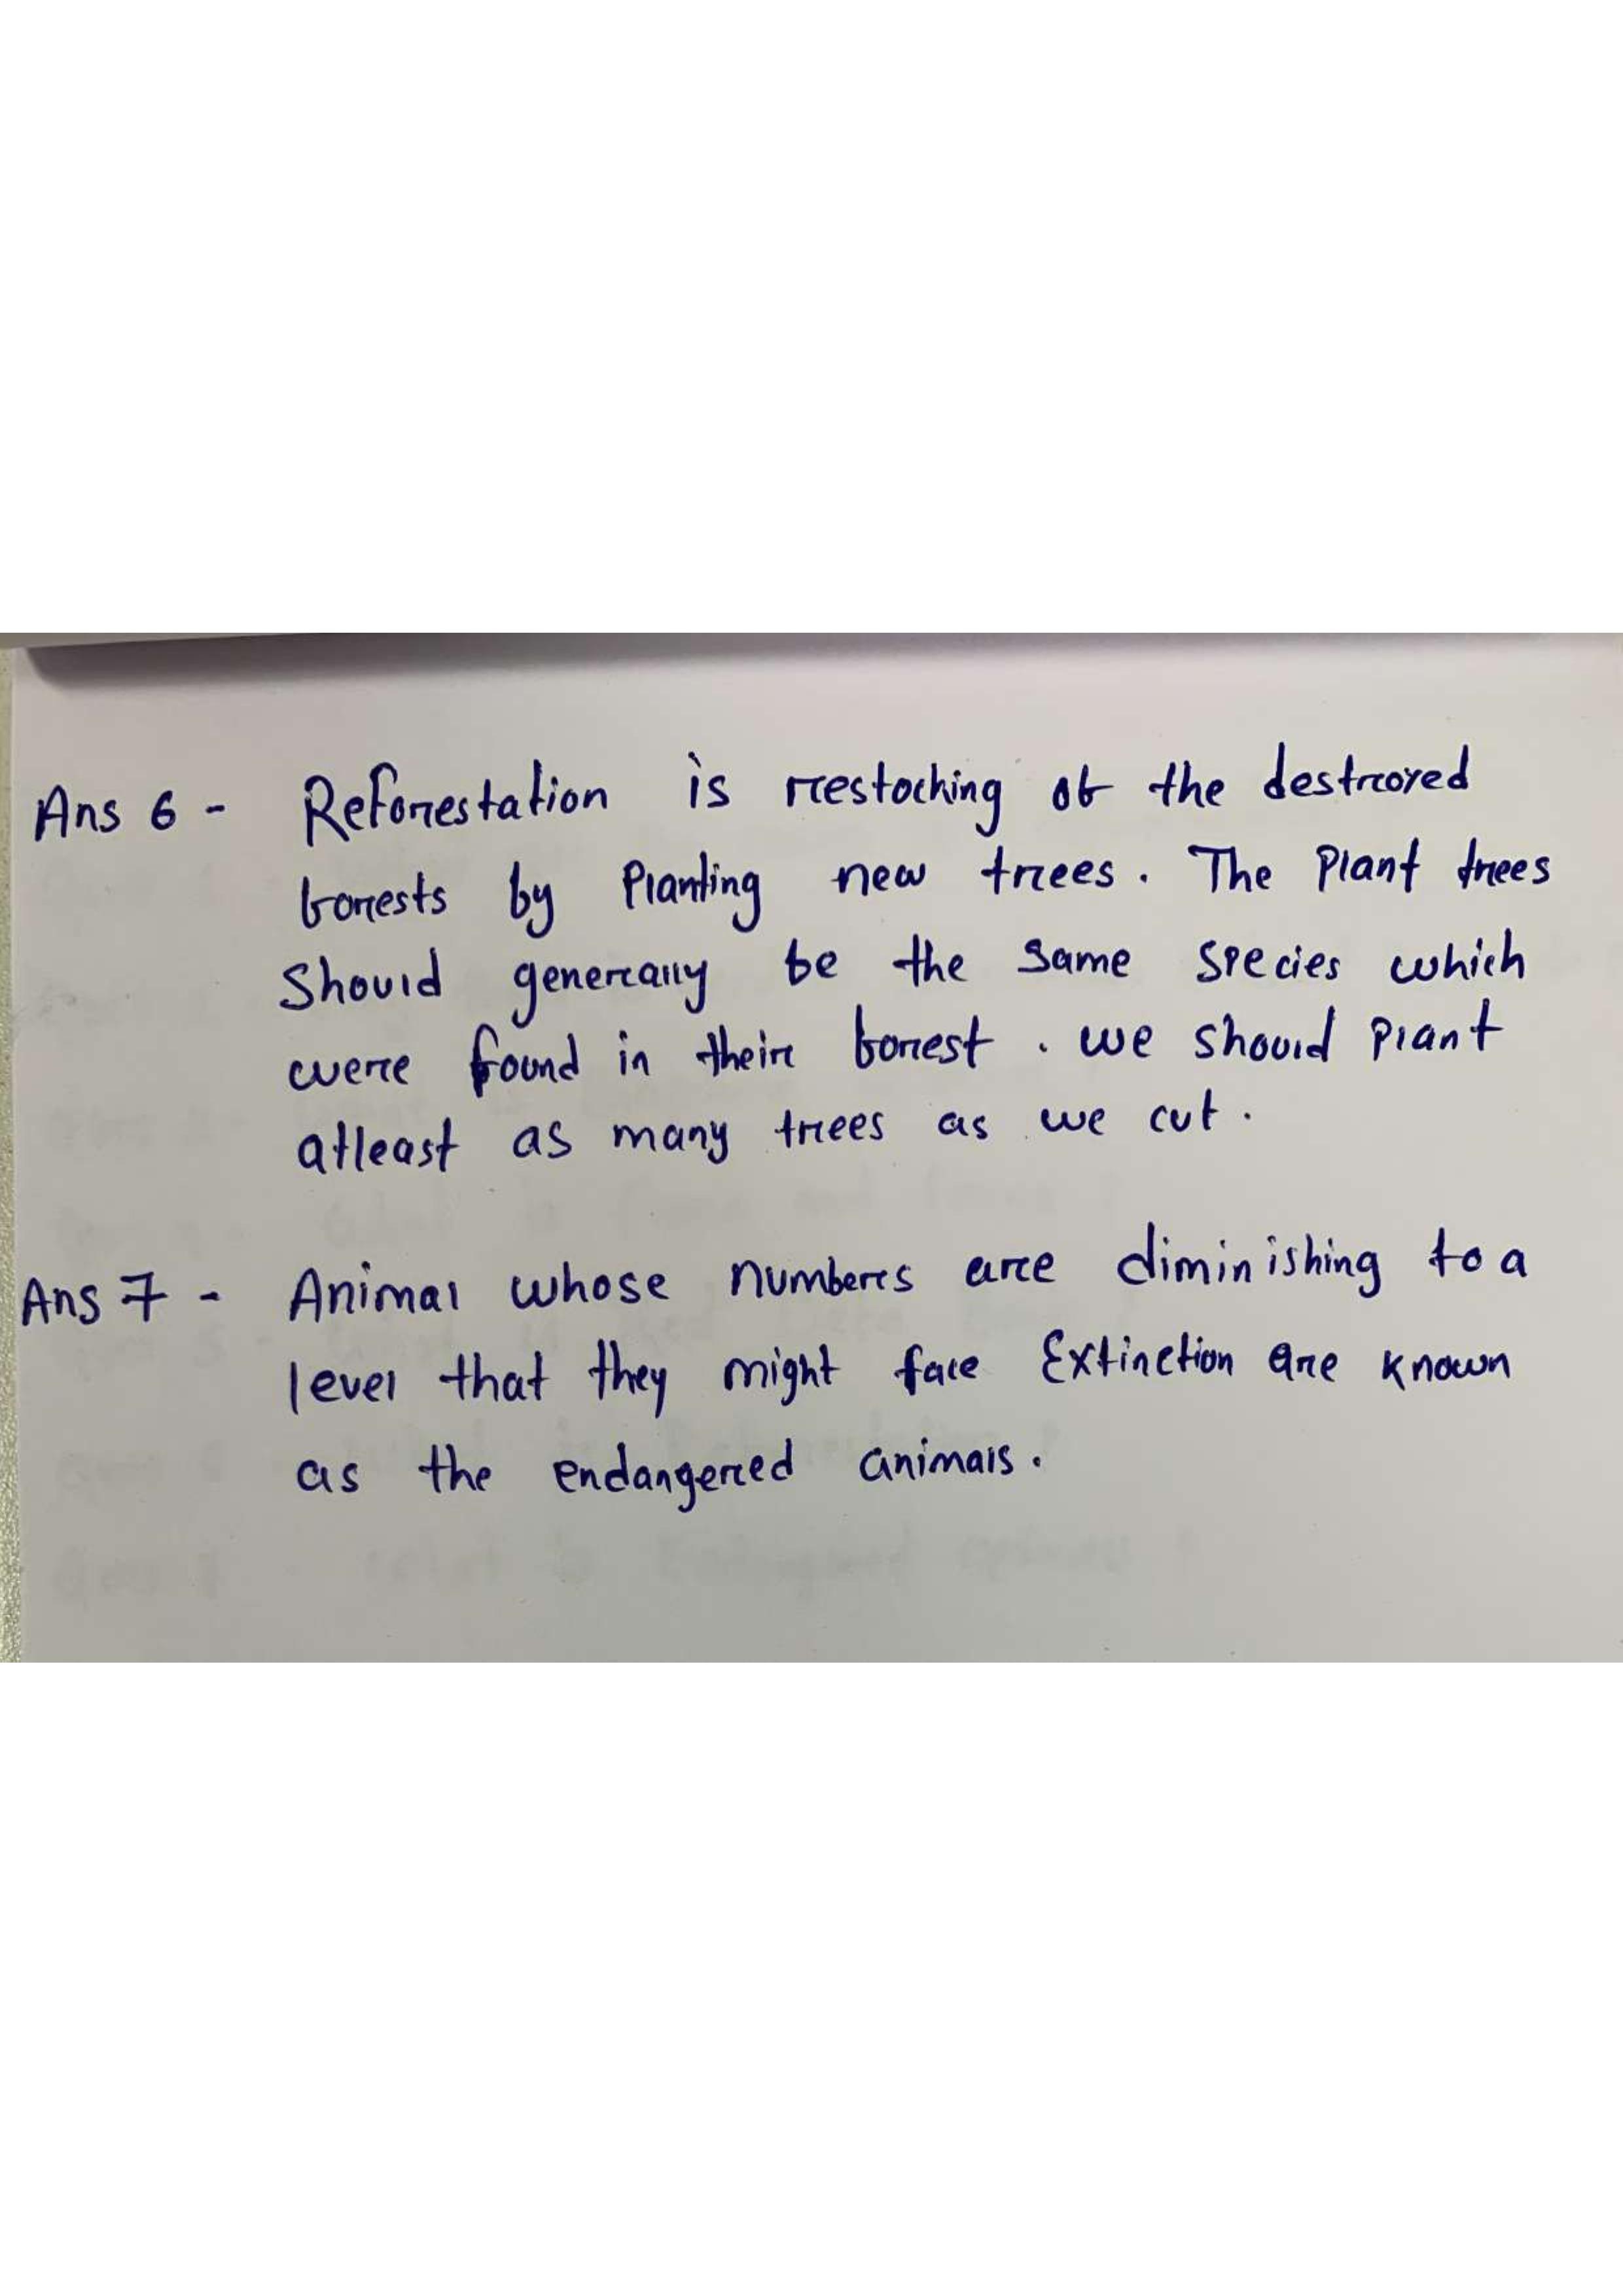 Ans 6 - Reforestation is restocking of the destroyed
forests by Planting new trees. The Plant trees
should generally be the same species which
were found in their forest. we should plant
atleast as many trees as we cut.
Ans 7 - Animal whose numbers are diminishing to a
level that they might face Extinction are known
as the endangered animals.